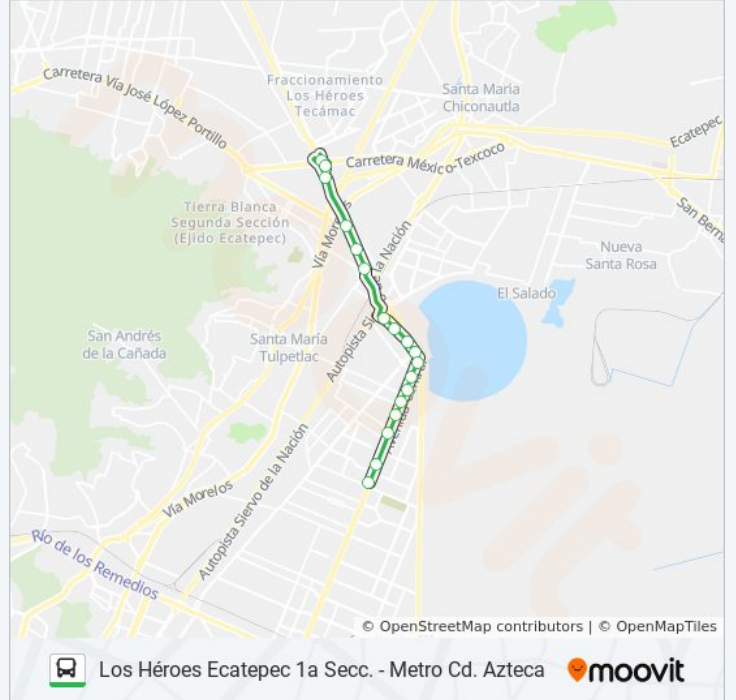 Carretera Vía José López Portillo
Fraccionamiento
Los Héroes
Tecámac
Santa Maria
Chiconautla
Ecatepec
Carretera México-Texcoco
Tierra Blanca
Segunda Sección
(Ejido Ecatepec)
Vía Morelos
San Berna
Nueva
Santa Rosa
El Salado
San Andrés
de la Cañada
Santa María
Tulpetlac
Autopista Siervo de la Nación
Vía Morelos
Autopista Siervo de la Nación
Río de los Remedios
© OpenStreetMap contributors | © OpenMapTiles
Los Héroes Ecatepec 1a Secc. - Metro Cd. Azteca
moovit